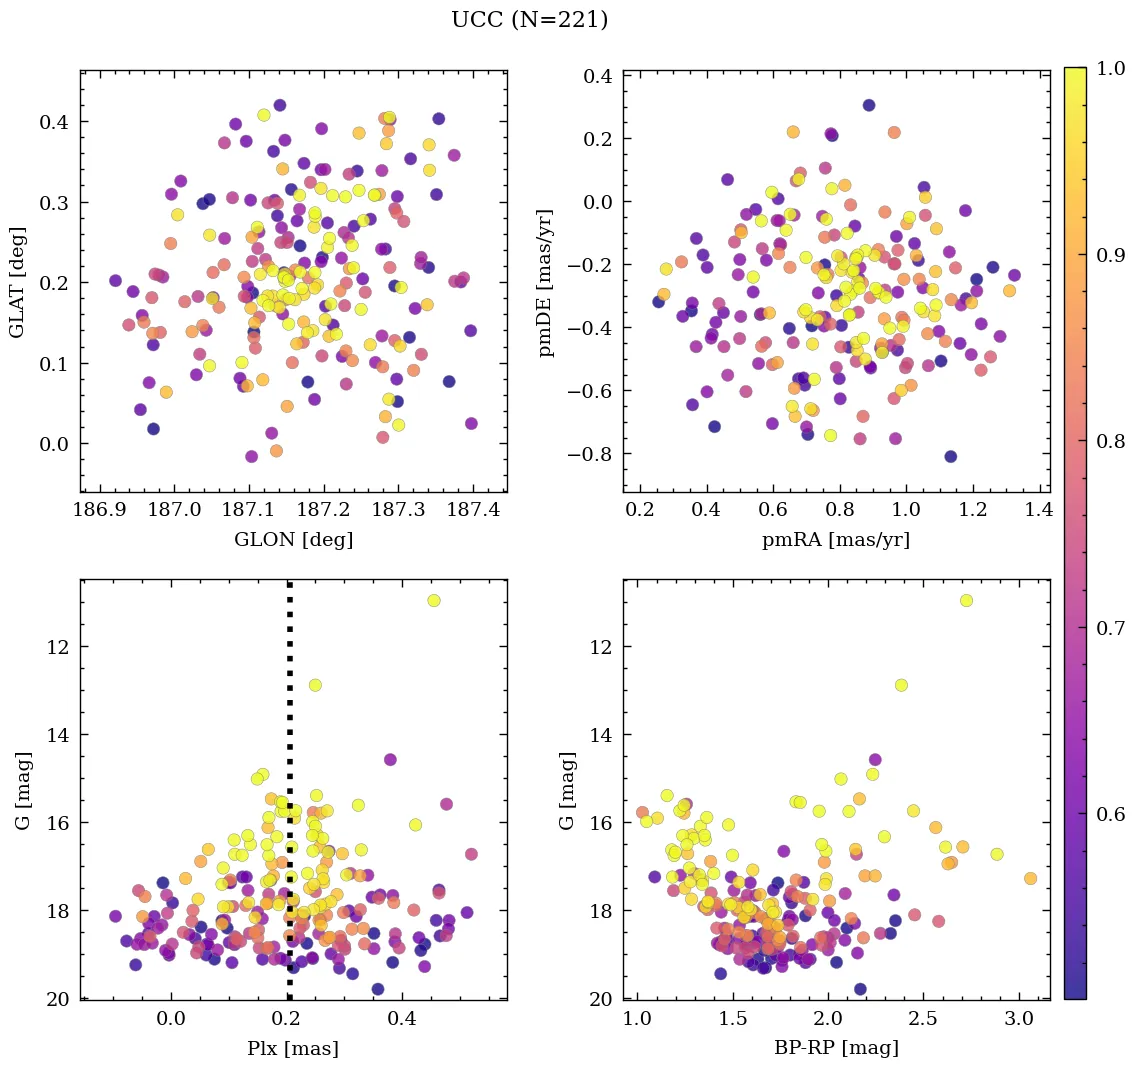 UCC (N=221)
0.4
0.3
0.2
0.1
0.0
GLAT [deg]
186.9 187.0 187.1 187.2 187.3 187.4
GLON [deg]
0.4
0.2
0.0
−0.2
−0.4
−0.6
−0.8
pmDE [mas/yr]
0.2 0.4 0.6 0.8 1.0 1.2 1.4
pmRA [mas/yr]
12
14
16
18
20
G [mag]
0.0 0.2 0.4
Plx [mas]
12
14
16
18
20
G [mag]
1.0 1.5 2.0 2.5 3.0
BP-RP [mag]
1.0
0.9
0.8
0.7
0.6